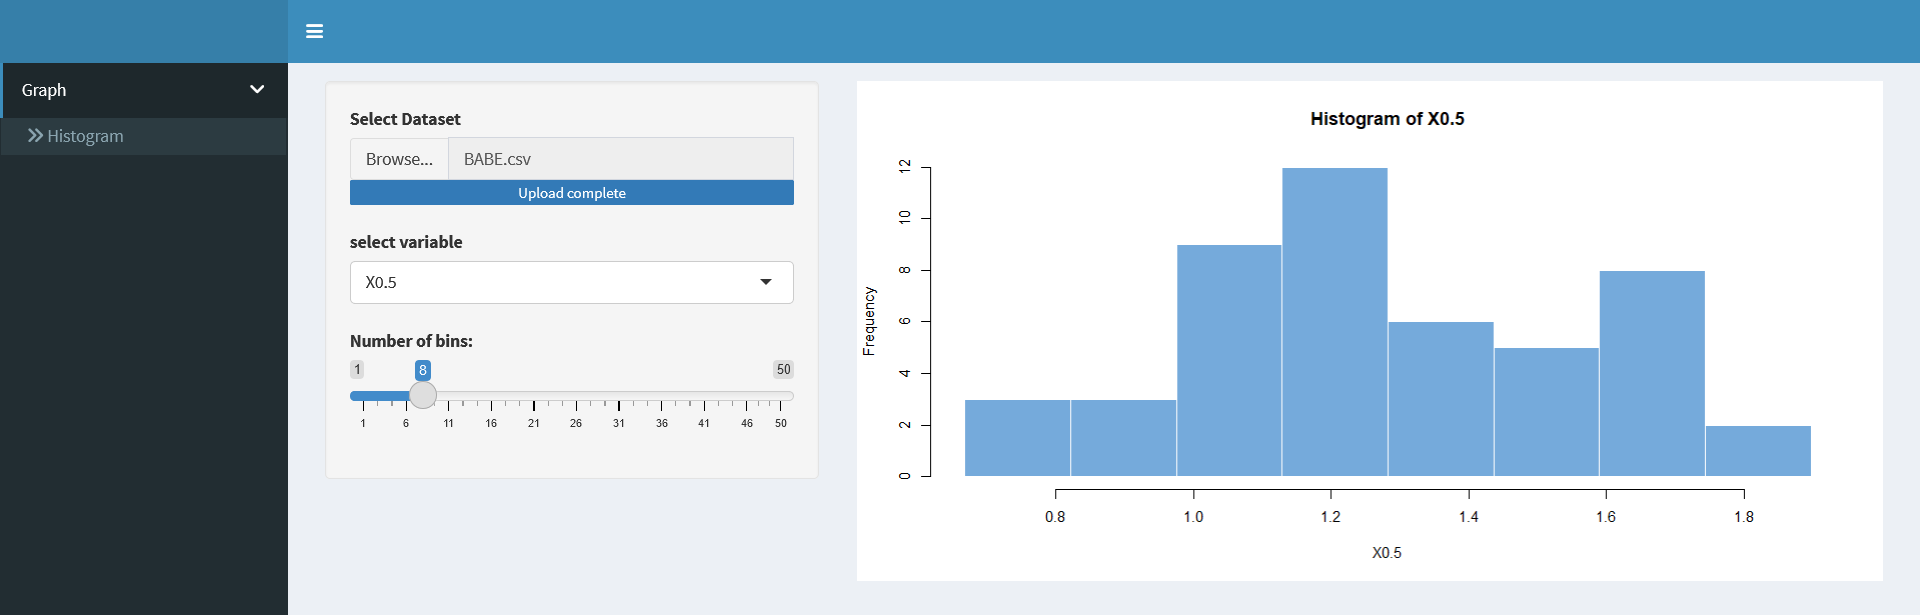 Graph
Histogram
Select Dataset
Browse... BABE.csv
Upload complete
select variable
X0.5
Number of bins:
1 8 50
1 6 11 16 21 26 31 36 41 46 50
Histogram of X0.5
Frequency
12
10
8
6
4
2
0
0.8 1.0 1.2 1.4 1.6 1.8
X0.5